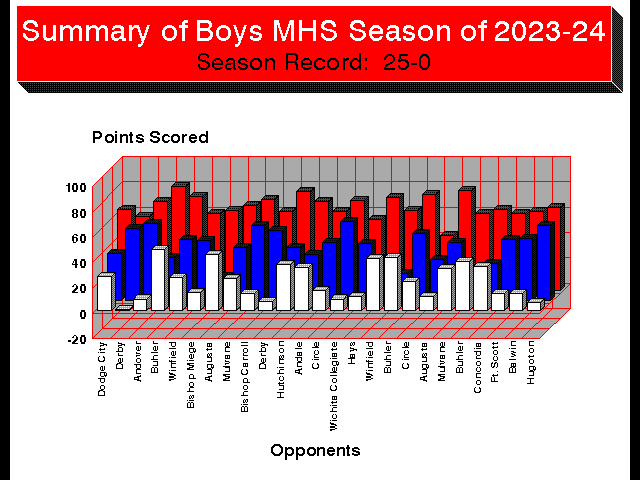 Summary of Boys MHS Season of 2023-24
Season Record: 25-0
Points Scored
100
80
60
40
20
0
-20
Dodge City
Derby
Andover
Buhler
Winfield
Bishop Miege
Augusta
Mulvane
Bishop Carroll
Derby
Hutchinson
Andale
Circle
Wichita Collegiate
Hays
Winfield
Buhler
Circle
Augusta
Mulvane
Buhler
Concordia
Ft. Scott
Balwin
Hugoton
Opponents